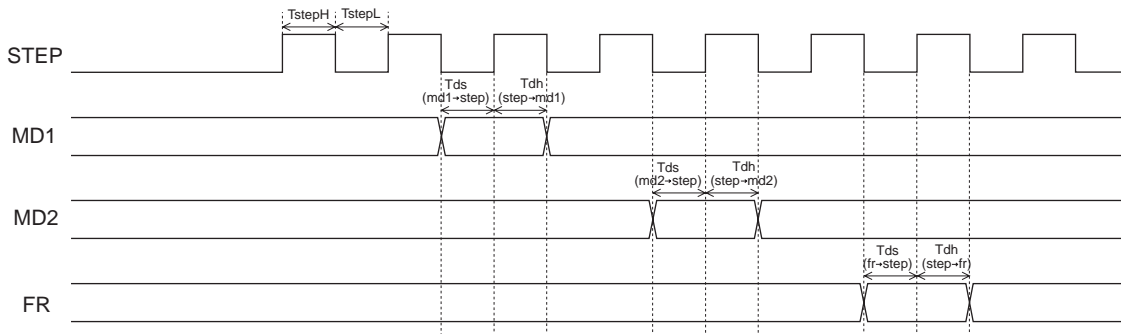 TstepH TstepL
STEP
Tds Tdh
(md1→step) (step→md1)
MD1
Tds Tdh
(md2→step) (step→md2)
MD2
Tds Tdh
(fr→step) (step→fr)
FR